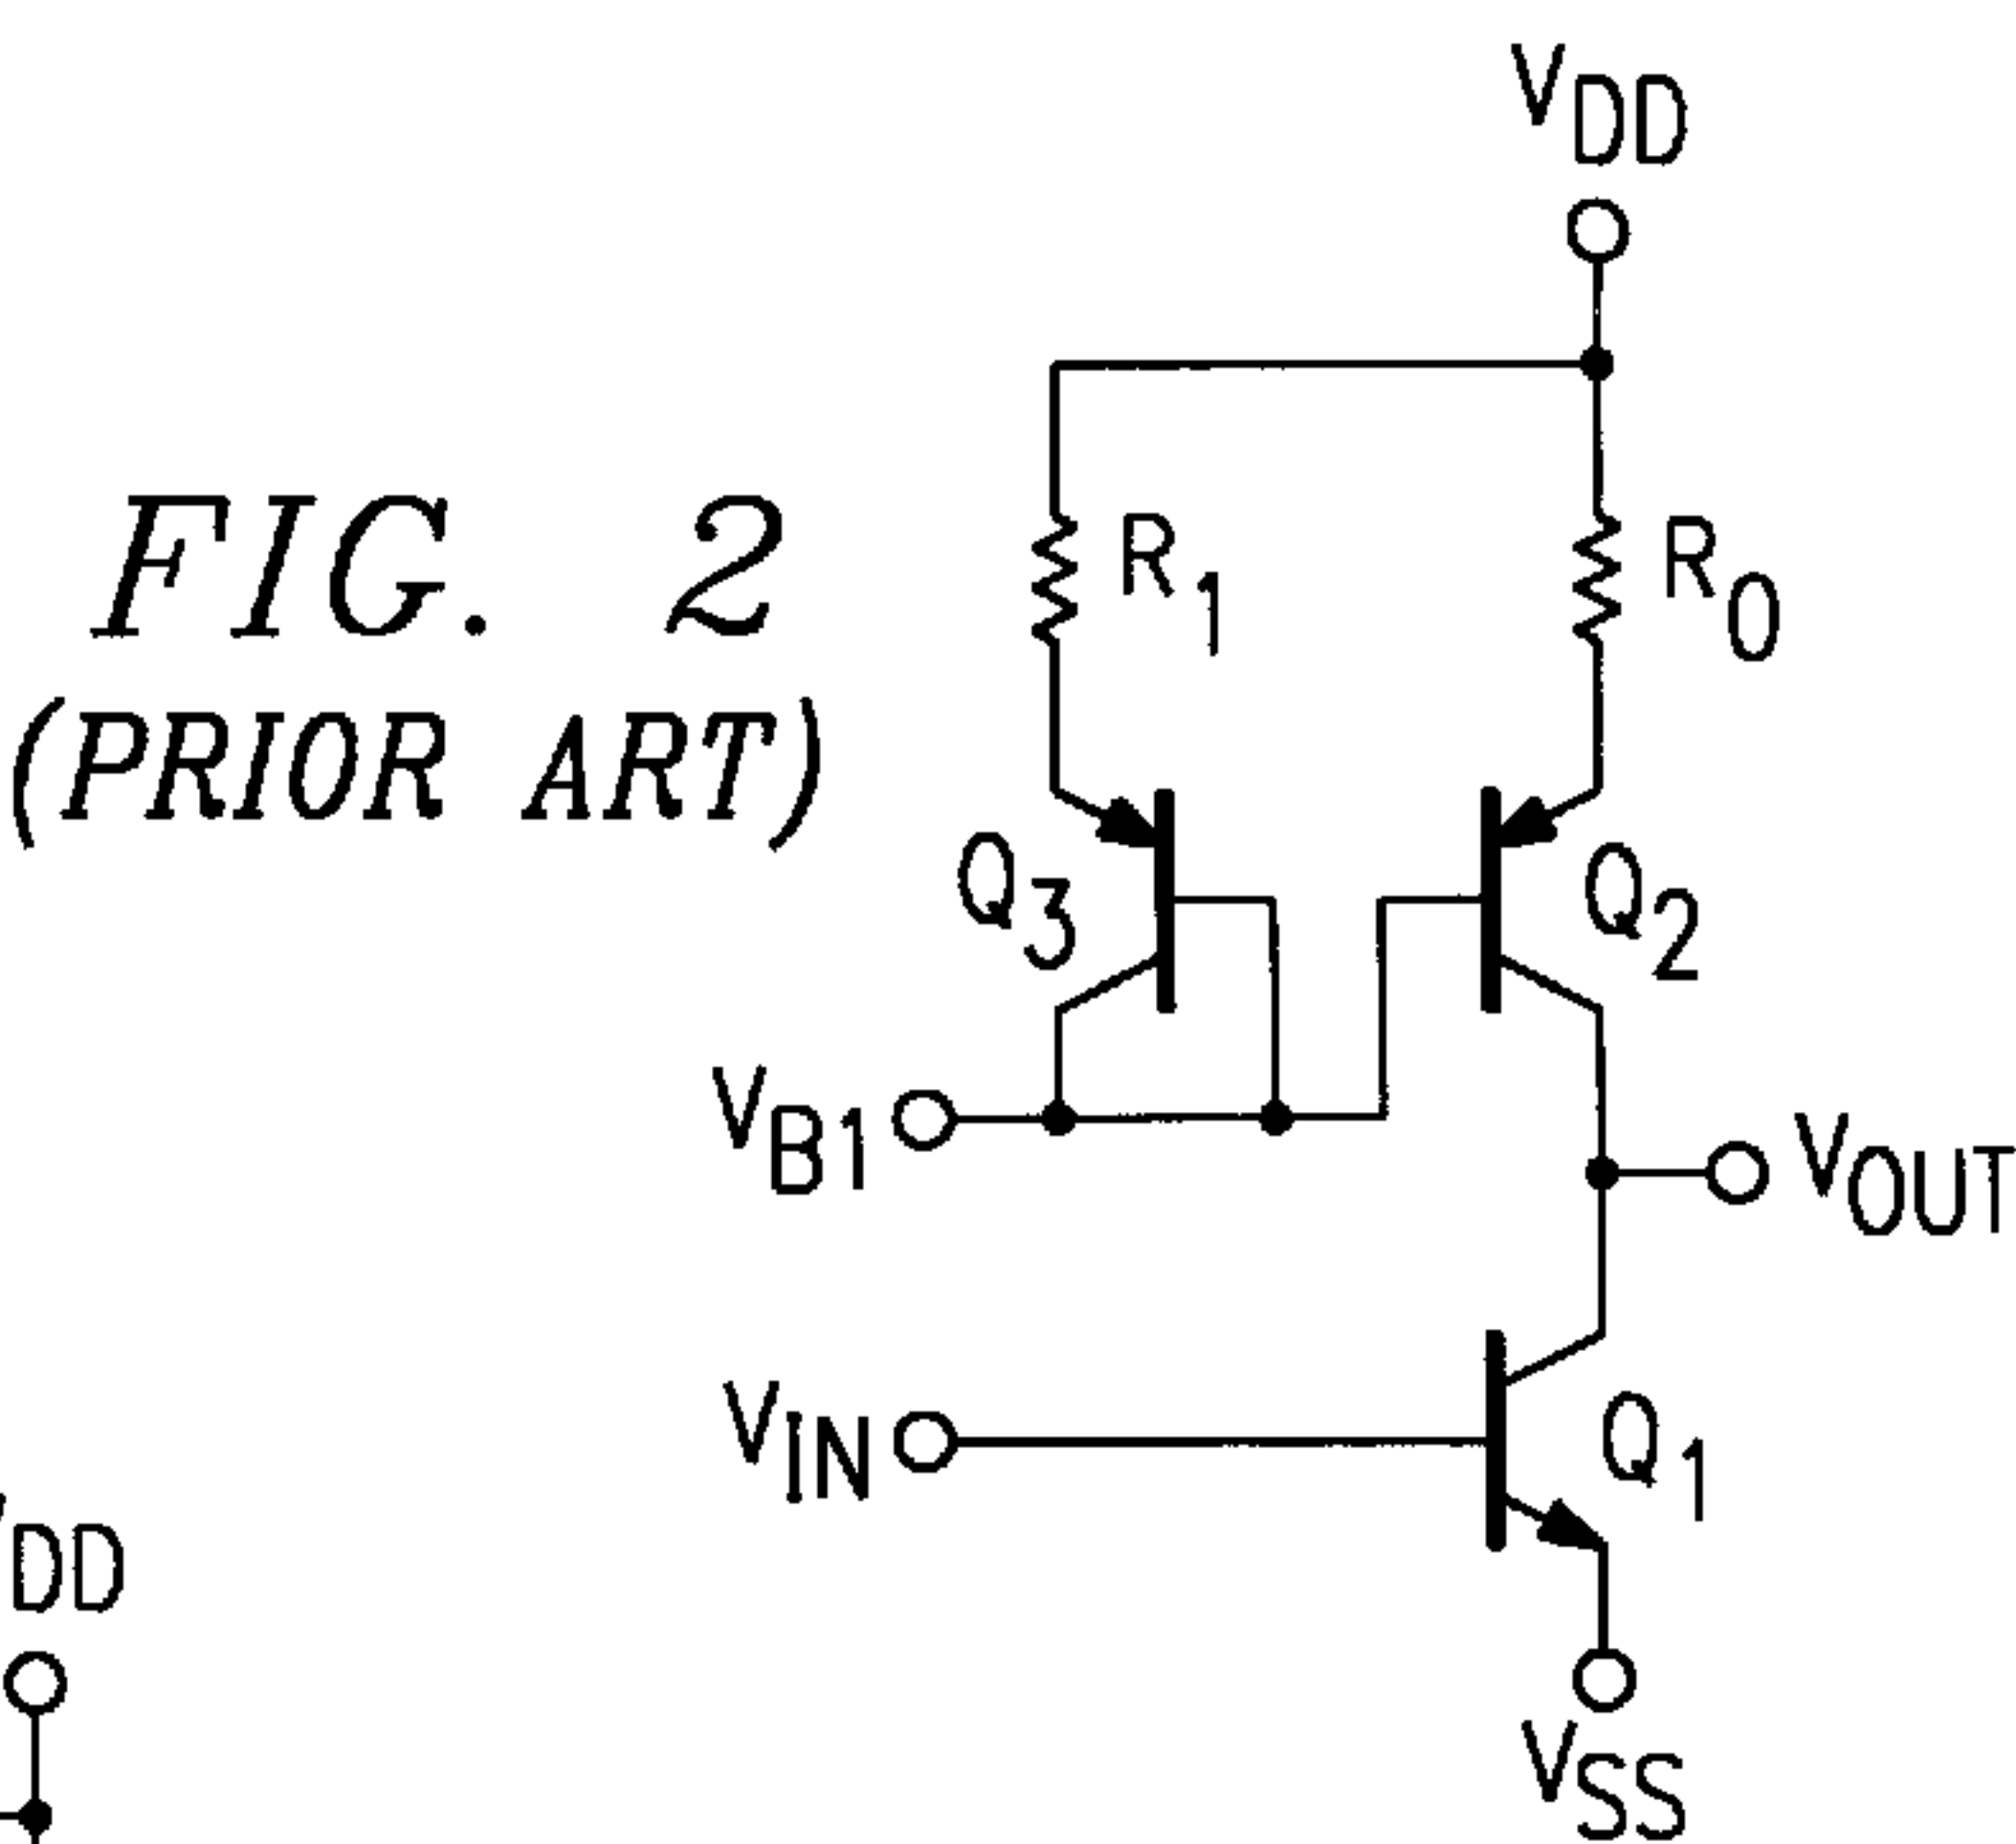 VDD
FIG. 2
(PRIOR ART)
R1
R0
Q3
Q2
VB1
VOUT
VIN
Q1
VDD
VSS